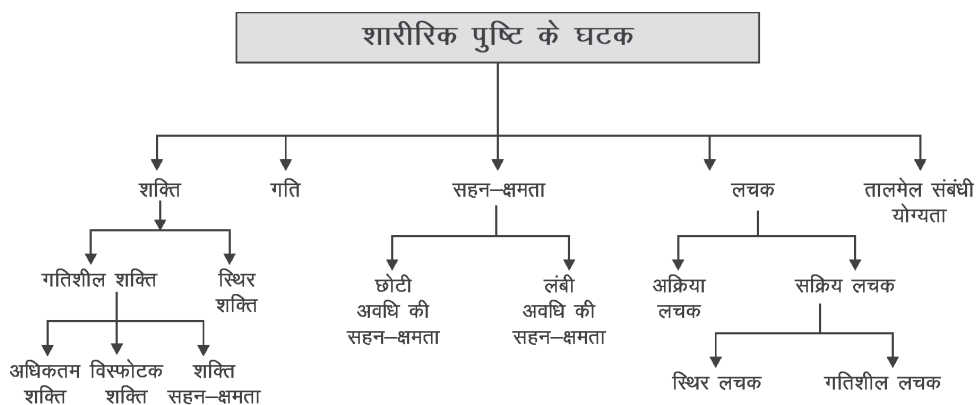 शारीरिक पुष्टि के घटक
शक्ति
गति
सहन–क्षमता
लचक
तालमेल संबंधी
योग्यता
गतिशील शक्ति
स्थिर
शक्ति
छोटी
अवधि की
सहन–क्षमता
लंबी
अवधि की
सहन–क्षमता
अक्रिया
लचक
सक्रिय लचक
अधिकतम
शक्ति
विस्फोटक
शक्ति
शक्ति
सहन–क्षमता
स्थिर लचक
गतिशील लचक